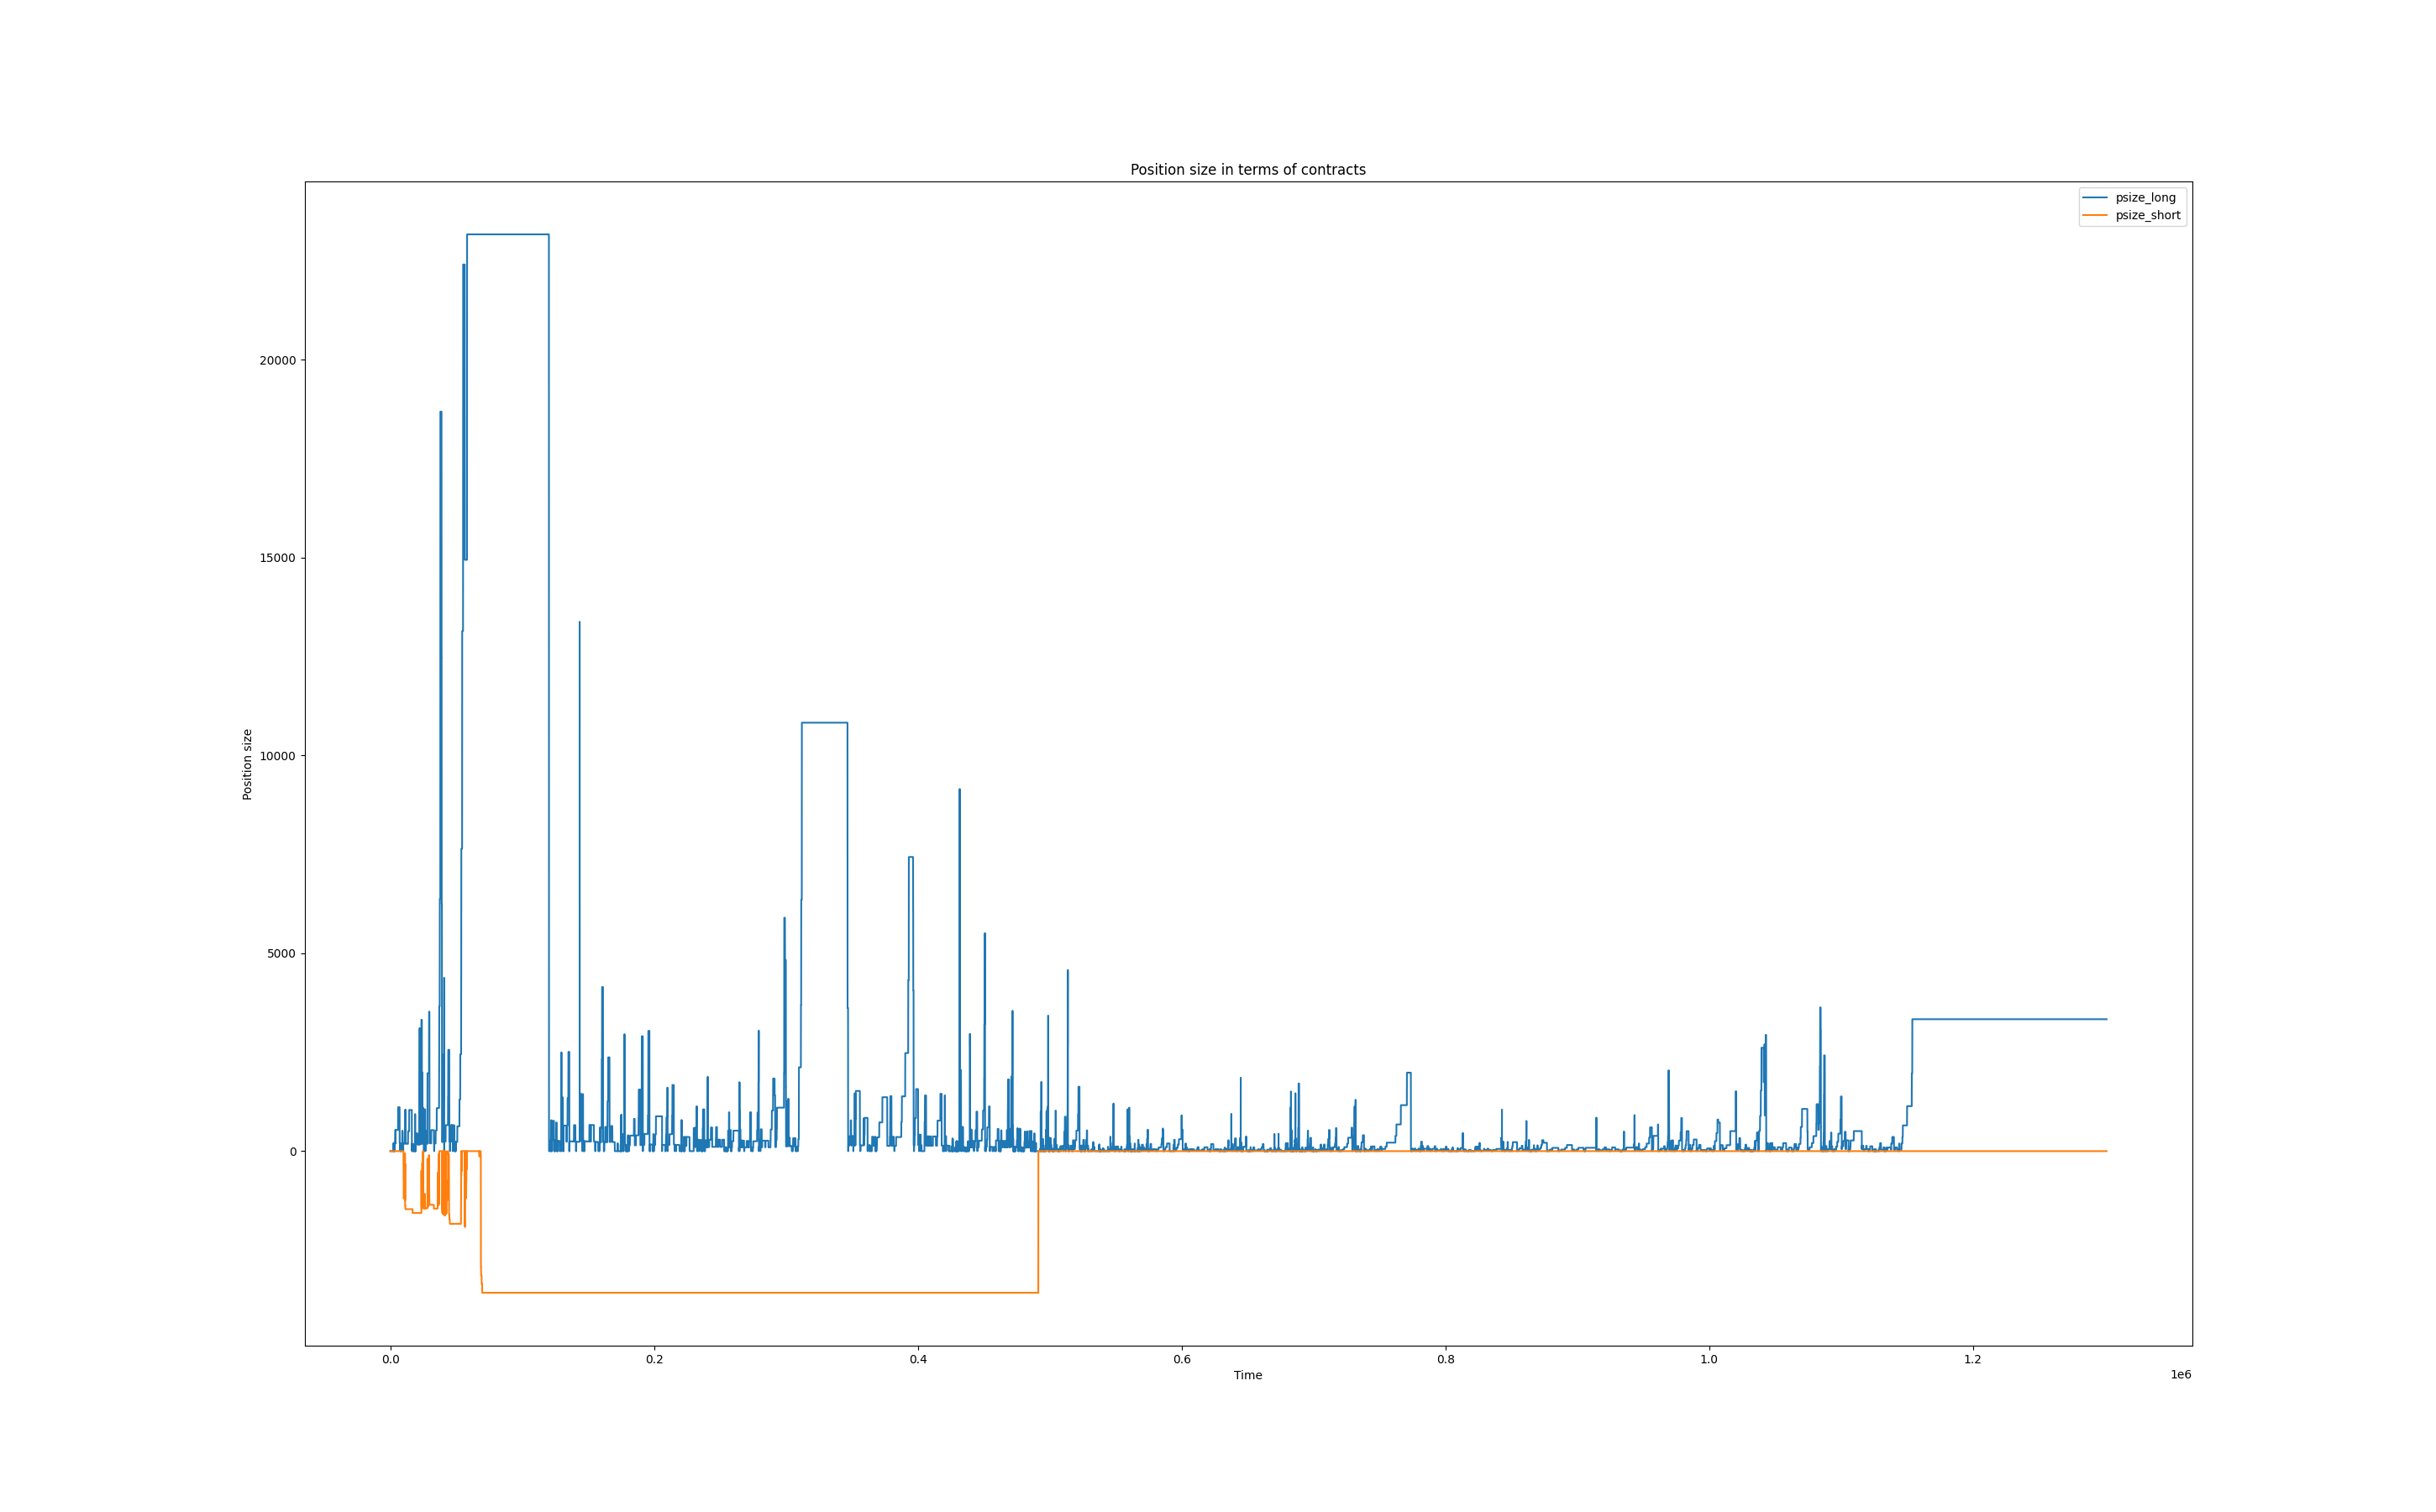 Position size in terms of contracts
psize_long
psize_short
Position size
20000
15000
10000
5000
0
0.0
0.2
0.4
0.6
0.8
1.0
1.2
Time
1e6